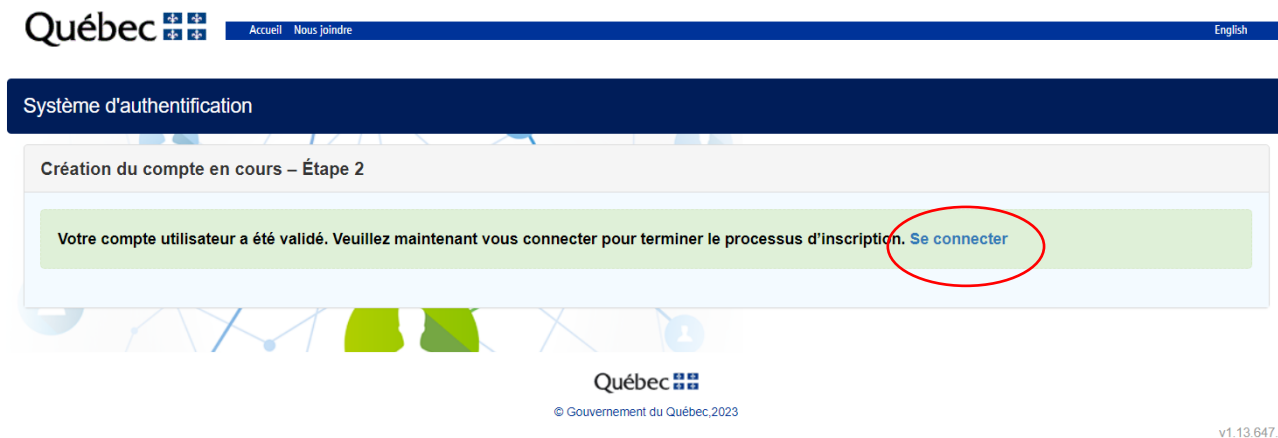 Québec
Accueil Nous joindre English
Système d'authentification
Création du compte en cours – Étape 2
Votre compte utilisateur a été validé. Veuillez maintenant vous connecter pour terminer le processus d’inscription. Se connecter
Québec
© Gouvernement du Québec,2023
v1.13.647.